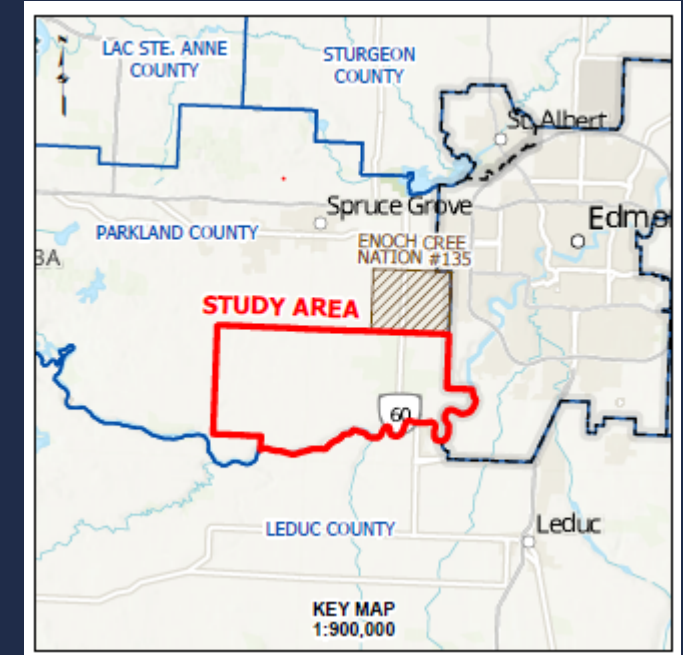 LAC STE. ANNE
COUNTY
STURGEON
COUNTY
St. Albert
Spruce Grove
Edmo
PARKLAND COUNTY
ENOCH CREE
NATION #135
BA
STUDY AREA
60
LEDUC COUNTY
Leduc
KEY MAP
1:900,000